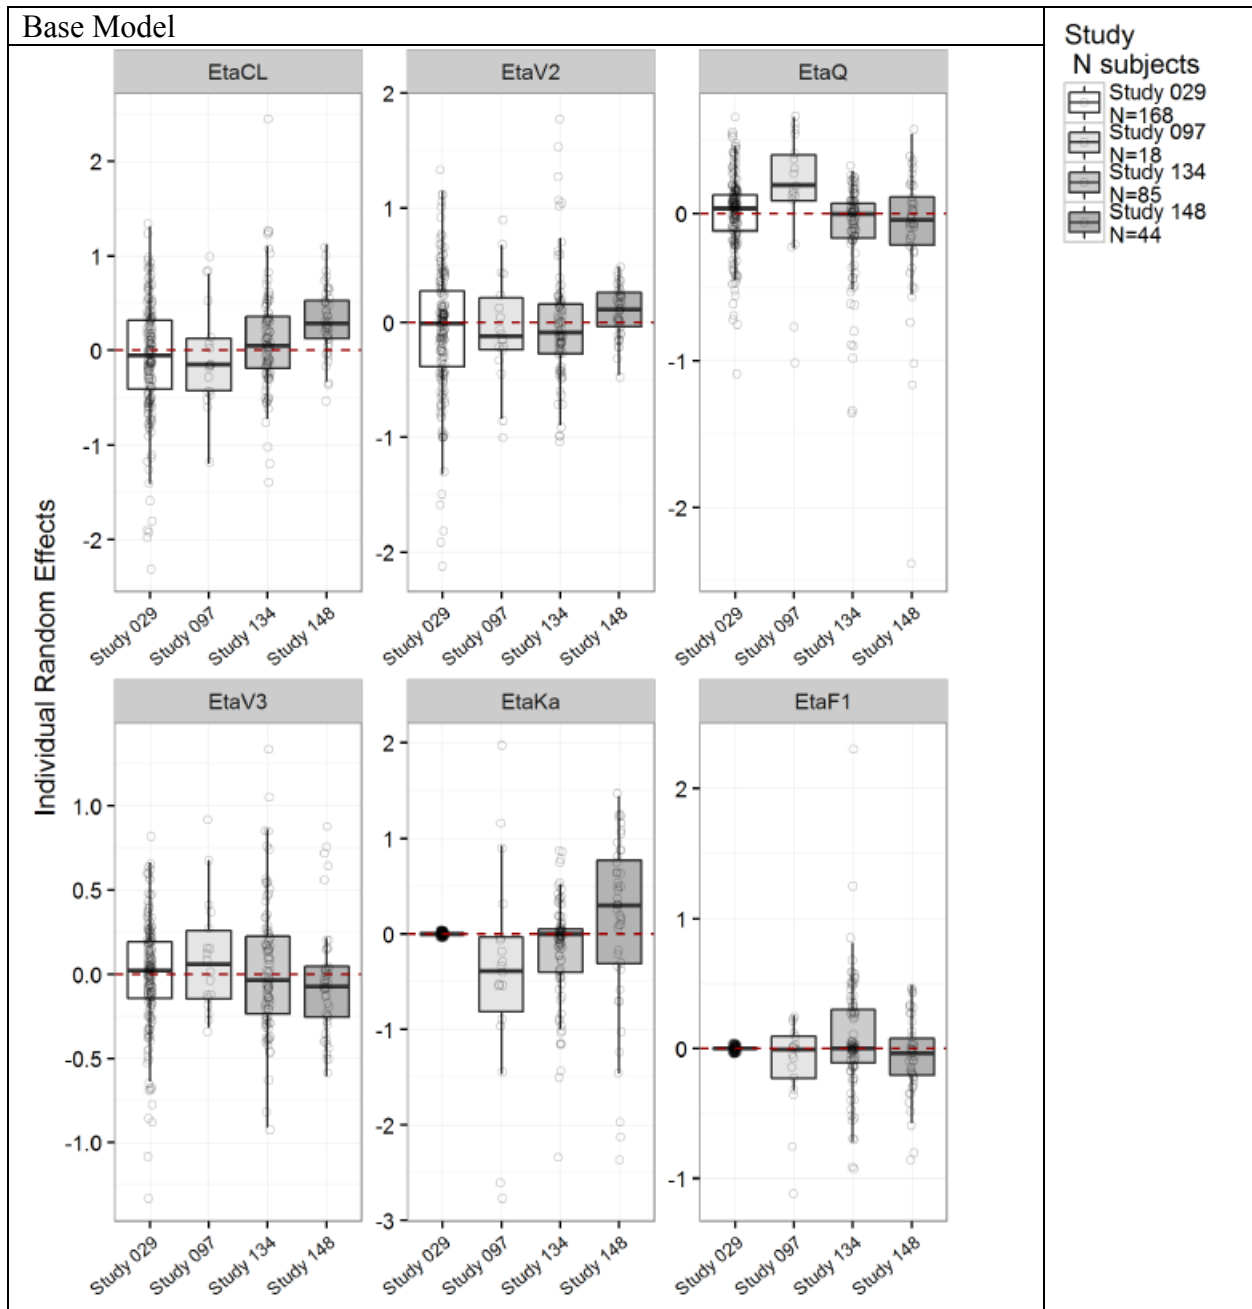 Base Model
Study
N subjects
Study 029
N=168
Study 097
N=18
Study 134
N=85
Study 148
N=44
Individual Random Effects
EtaCL
2
1
0
-1
-2
Study 029
Study 097
Study 134
Study 148
EtaV2
2
1
0
-1
-2
Study 029
Study 097
Study 134
Study 148
EtaQ
0
-1
-2
Study 029
Study 097
Study 134
Study 148
EtaV3
1.0
0.5
0.0
-0.5
-1.0
Study 029
Study 097
Study 134
Study 148
EtaKa
2
1
0
-1
-2
-3
Study 029
Study 097
Study 134
Study 148
EtaF1
2
1
0
-1
Study 029
Study 097
Study 134
Study 148